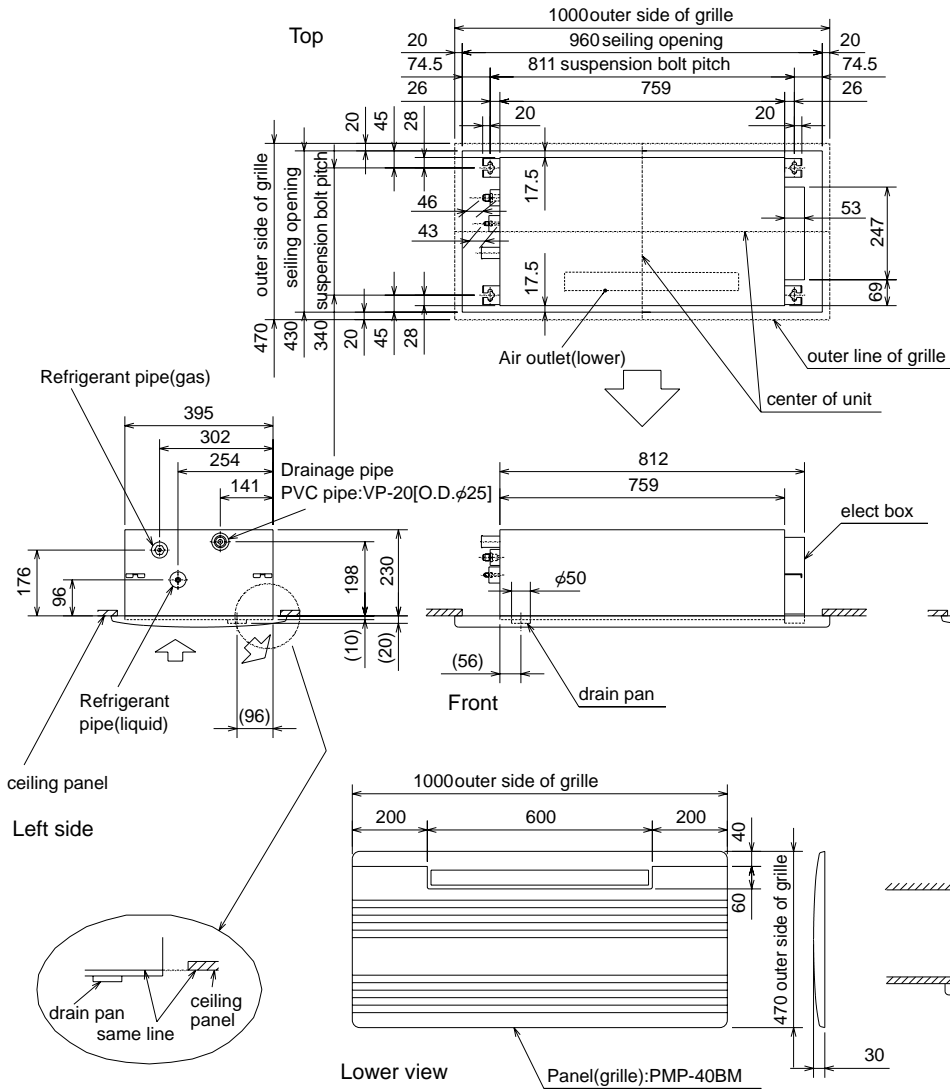 1000 outer side of grille
Top
20
960 seiling opening
20
74.5
811 suspension bolt pitch
74.5
26
759
26
20
45
28
20
20
outer side of grille
seiling opening
suspension bolt pitch
46
43
17.5
17.5
53
247
69
470
430
340
20
45
28
Air outlet(lower)
outer line of grille
center of unit
Refrigerant pipe(gas)
395
302
254
141
Drainage pipe
PVC pipe:VP-20[O.D.φ25]
176
96
198
230
(10)
(20)
(96)
Refrigerant
pipe(liquid)
ceiling panel
Left side
812
759
elect box
φ50
(56)
drain pan
Front
1000 outer side of grille
200
600
200
40
60
470 outer side of grille
30
drain pan
same line
ceiling
panel
Lower view
Panel(grille):PMP-40BM